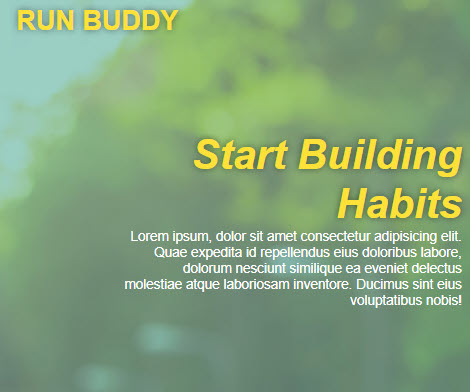 RUN BUDDY
Start Building
Habits
Lorem ipsum, dolor sit amet consectetur adipisicing elit.
Quae expedita id repellendus eius doloribus labore,
dolorum nesciunt similique ea eveniet delectus
molestiae atque laboriosam inventore. Ducimus sint eius
voluptatibus nobis!